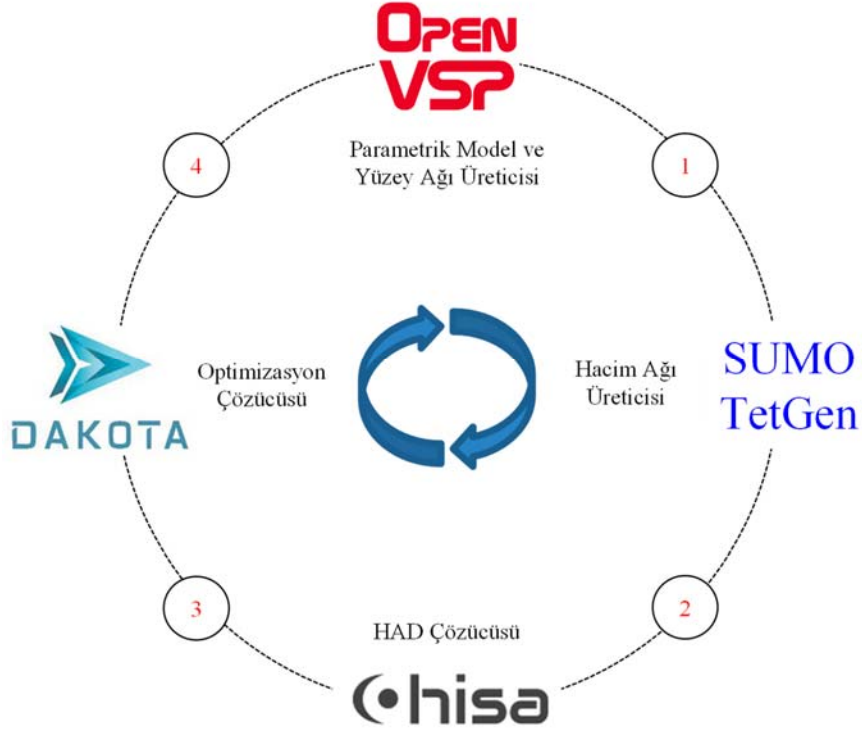 OPEN
VSP
Parametrik Model ve
Yüzey Ağı Üreticisi
4
1
Optimizasyon
Çözücüsü
Hacim Ağı
Üreticisi
SUMO
TetGen
DAKOTA
3
2
HAD Çözücüsü
hisa